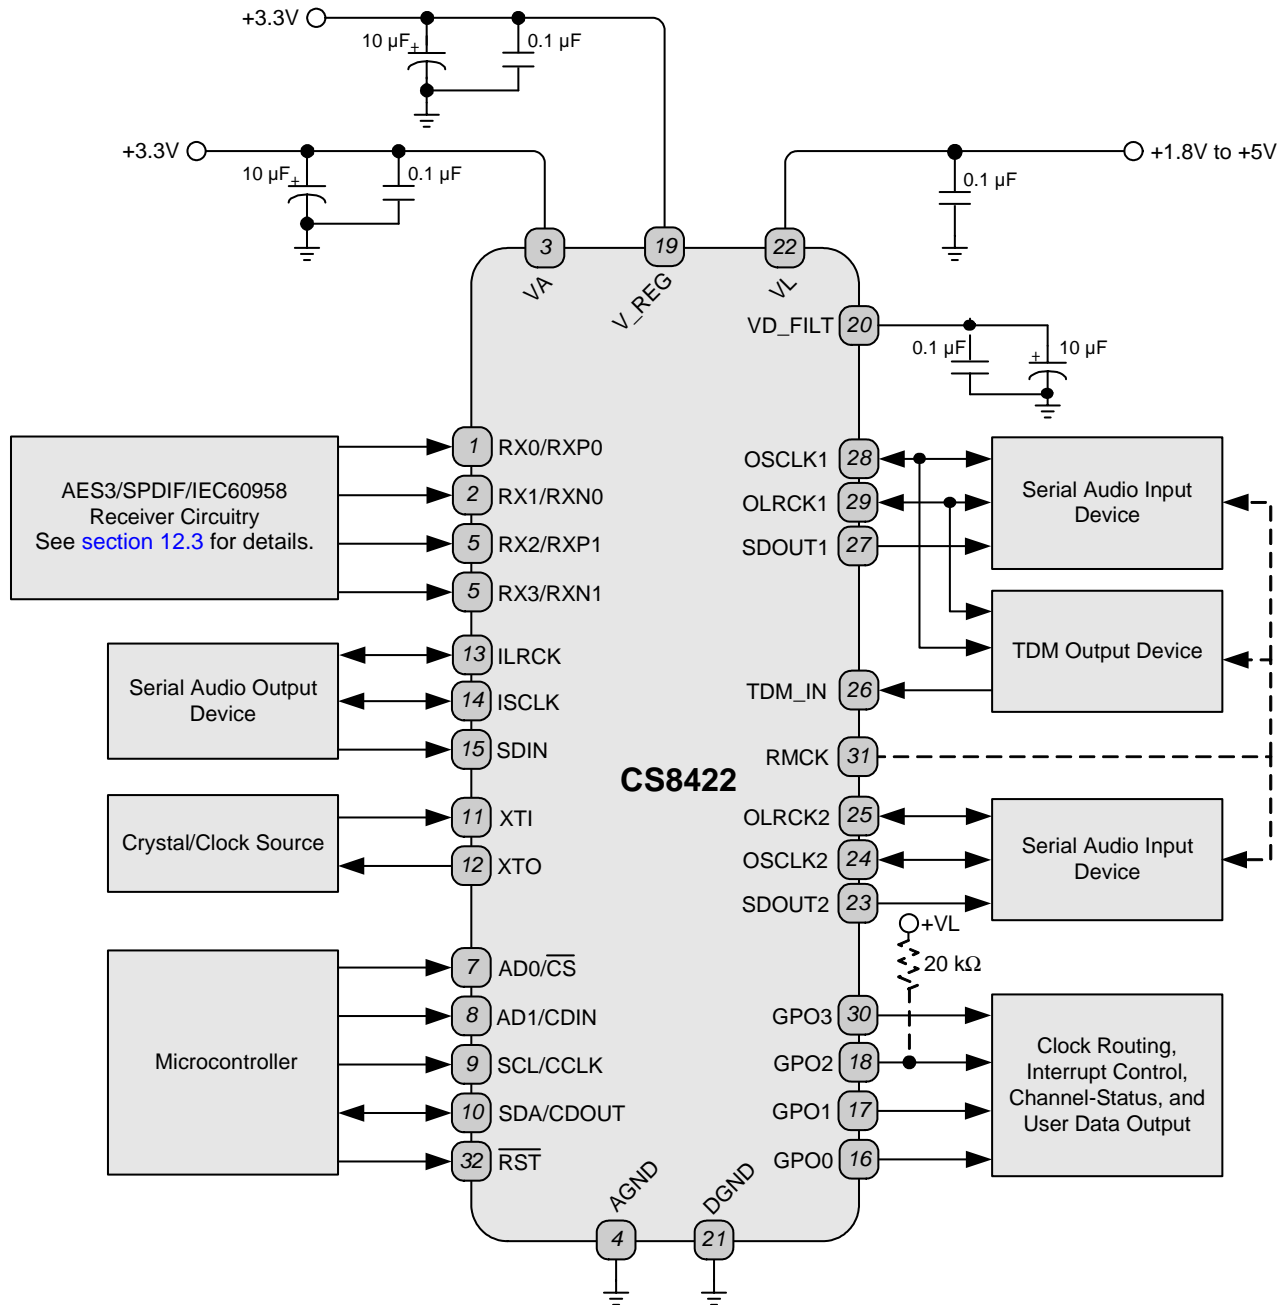 +3.3V
10 µF
+
0.1 µF
+3.3V
10 µF
+
0.1 µF
+1.8V to +5V
0.1 µF
3
19
22
VA
V_REG
VL
VD_FILT
20
0.1 µF
+
10 µF
AES3/SPDIF/IEC60958
Receiver Circuitry
See section 12.3 for details.
1
RX0/RXP0
2
RX1/RXN0
5
RX2/RXP1
5
RX3/RXN1
Serial Audio Output
Device
13
ILRCK
14
ISCLK
15
SDIN
Crystal/Clock Source
11
XTI
12
XTO
Microcontroller
7
AD0/CS
8
AD1/CDIN
9
SCL/CCLK
10
SDA/CDOUT
32
RST
CS8422
OSCLK1
28
OLRCK1
29
SDOUT1
27
Serial Audio Input
Device
TDM_IN
26
TDM Output Device
RMCK
31
OLRCK2
25
OSCLK2
24
SDOUT2
23
Serial Audio Input
Device
+VL
20 kΩ
GPO3
30
GPO2
18
GPO1
17
GPO0
16
Clock Routing,
Interrupt Control,
Channel-Status, and
User Data Output
AGND
DGND
4
21